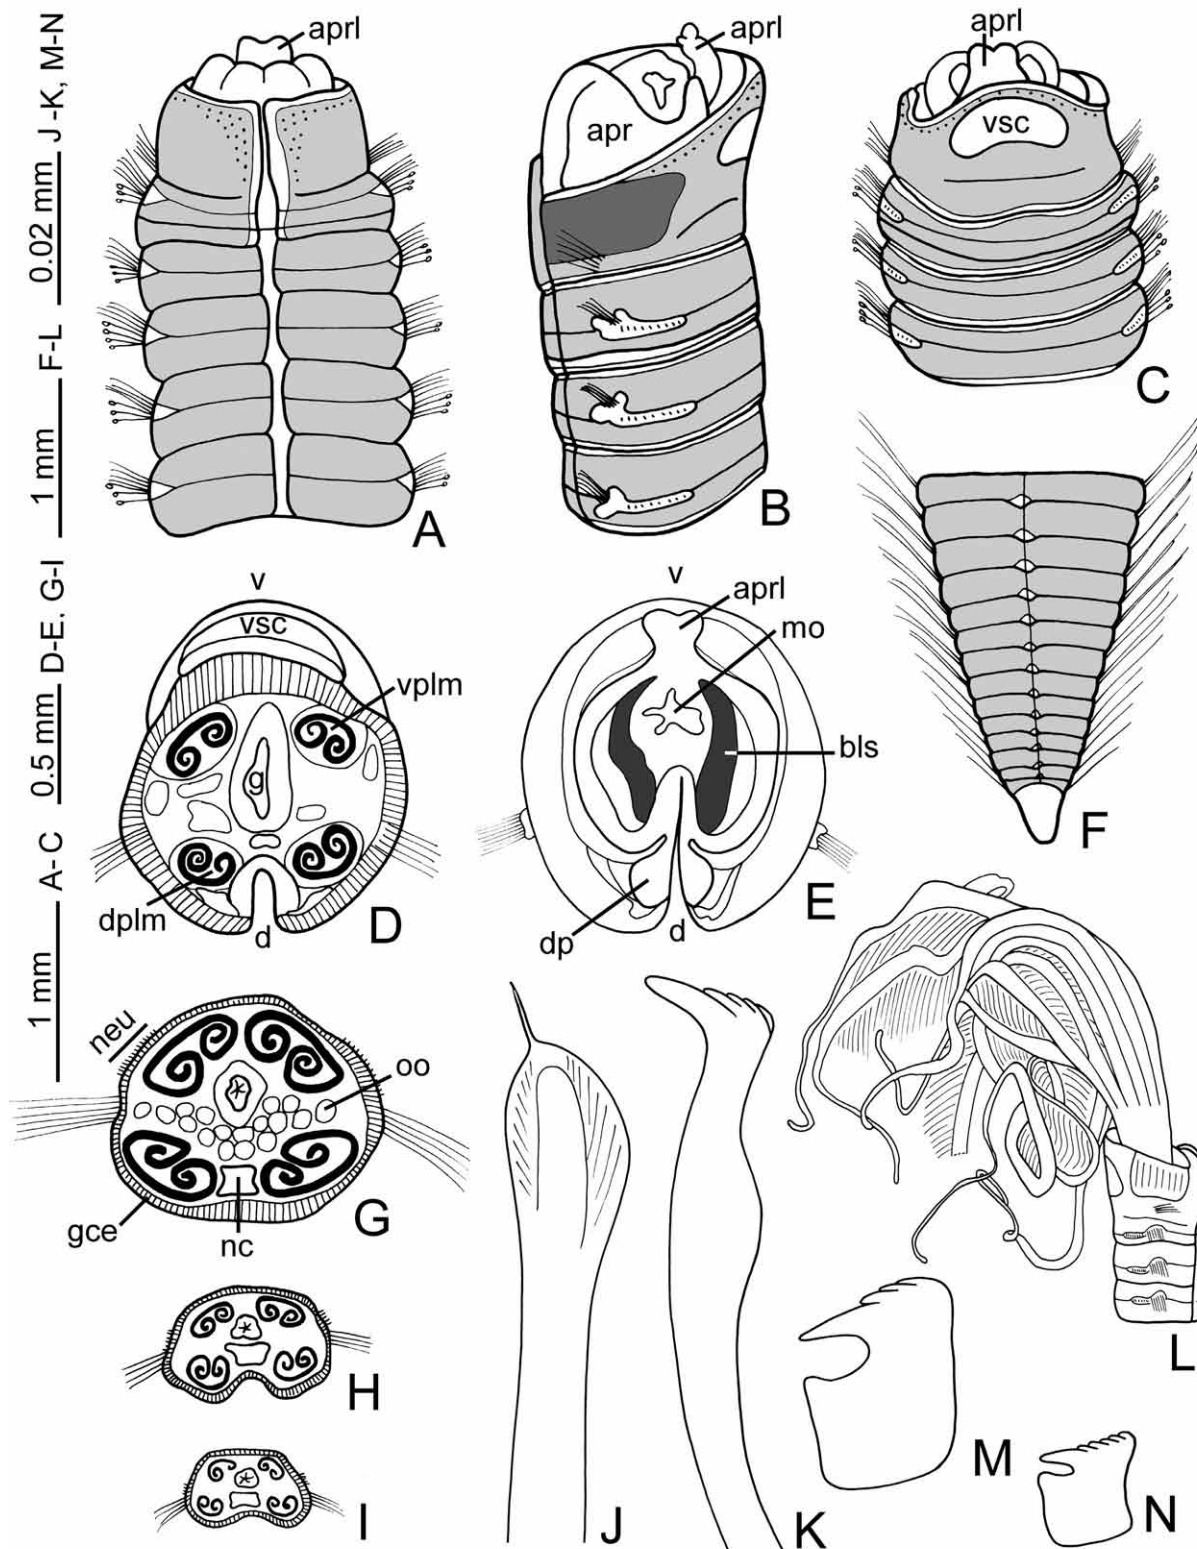 J -K, M-N
0.02 mm
F-L
1 mm
D-E. G-I
0.5 mm
A- C
1 mm
aprl
A
aprl
apr
B
aprl
vsc
C
v
vsc
vplm
g
dplm
d
D
v
aprl
mo
bls
dp
d
E
F
neu
oo
gce
nc
G
H
I
J
K
L
M
N